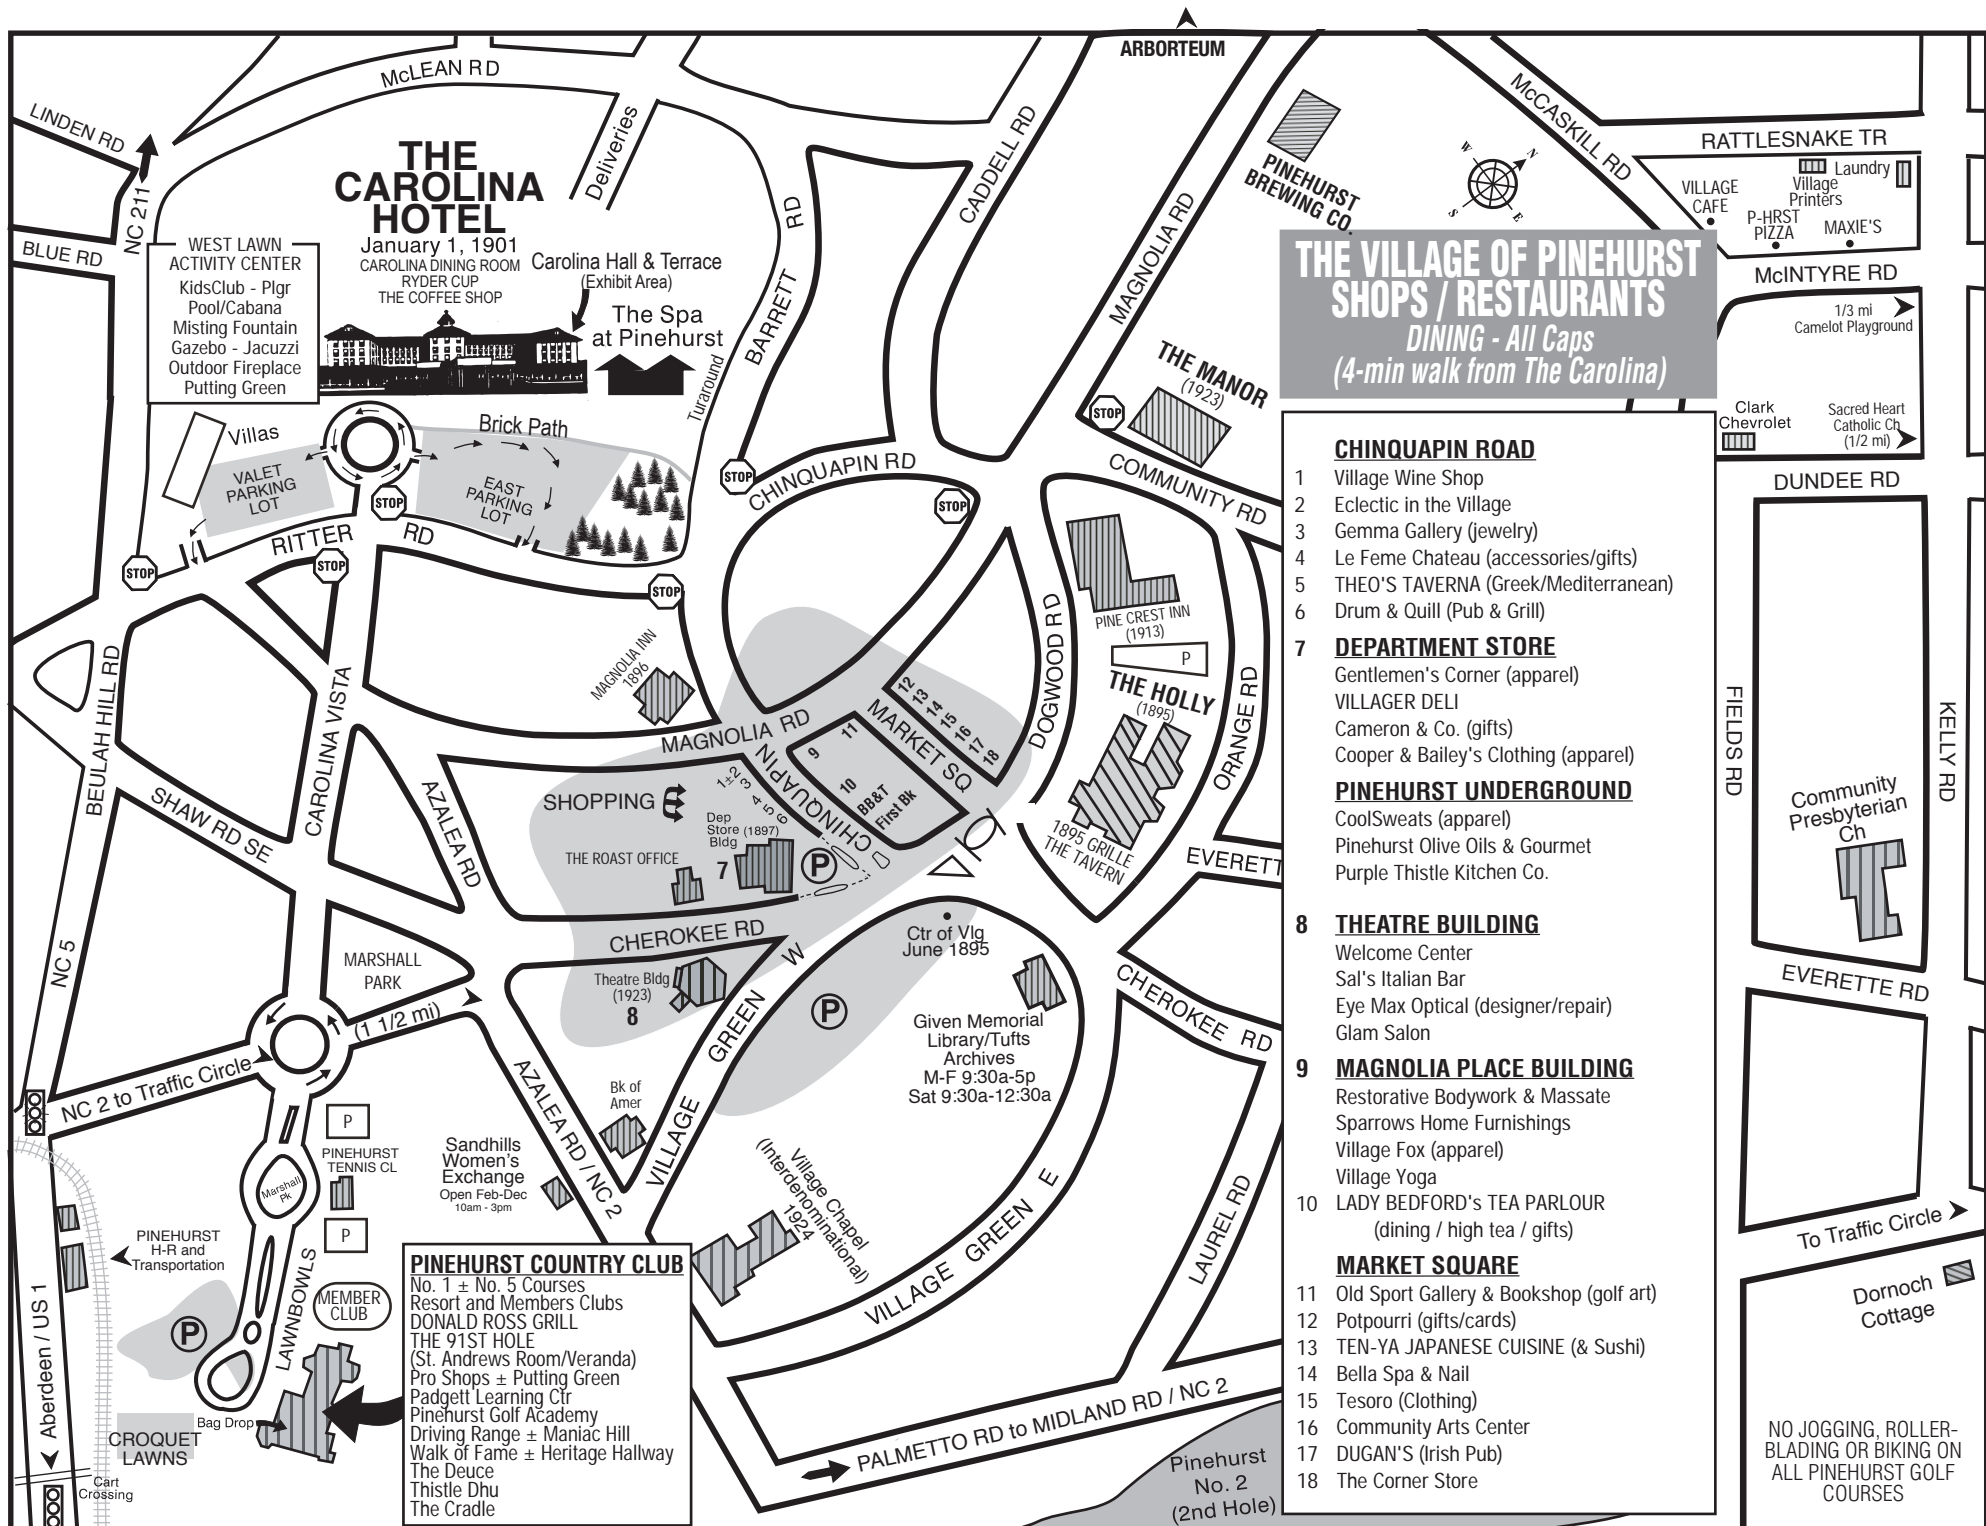 ARBORTEUM
McLEAN RD
LINDEN RD
NC 211
BLUE RD
Deliveries
THE
CAROLINA
HOTEL
January 1, 1901
CAROLINA DINING ROOM
RYDER CUP
THE COFFEE SHOP
Carolina Hall & Terrace
(Exhibit Area)
The Spa
at Pinehurst
WEST LAWN
ACTIVITY CENTER
KidsClub - Plgr
Pool/Cabana
Misting Fountain
Gazebo - Jacuzzi
Outdoor Fireplace
Putting Green
Villas
VALET
PARKING
LOT
Brick Path
EAST
PARKING
LOT
Turaround
BARRETT RD
CADDELL RD
MAGNOLIA RD
PINEHURST
BREWING CO.
W
N
S
E
McCASKILL RD
RATTLESNAKE TR
Laundry
Village
Printers
VILLAGE
CAFE
P-HRST
PIZZA
MAXIE'S
McINTYRE RD
1/3 mi
Camelot Playground
Clark
Chevrolet
Sacred Heart
Catholic Ch
(1/2 mi)
DUNDEE RD
THE MANOR
(1923)
STOP
COMMUNITY RD
CHINQUAPIN RD
STOP
STOP
STOP
STOP
STOP
STOP
RITTER RD
MAGNOLIA INN
1896
MAGNOLIA RD
BEULAH HILL RD
CAROLINA VISTA
SHAW RD SE
AZALEA RD
NC 5
DOGWOOD RD
PINE CREST INN
(1913)
P
THE HOLLY
(1895)
1895 GRILLE
THE TAVERN
ORANGE RD
EVERETT
MARKET SQ
12
13
14
15
16
17
18
CHINQUAPIN
9
11
10
BB&T
First Bk
1±2
3
4
5
6
SHOPPING
Dep
Store (1897)
Bldg
7
P
THE ROAST OFFICE
CHEROKEE RD
Theatre Bldg
(1923)
8
MARSHALL
PARK
(1 1/2 mi)
NC 2 to Traffic Circle
VILLAGE GREEN W
P
Ctr of Vlg
June 1895
Given Memorial
Library/Tufts
Archives
M-F 9:30a-5p
Sat 9:30a-12:30a
CHEROKEE RD
Bk of
Amer
AZALEA RD / NC 2
Sandhills
Women's
Exchange
Open Feb-Dec
10am - 3pm
Village Chapel
(Interdenominational)
1924
VILLAGE GREEN E
LAUREL RD
PALMETTO RD to MIDLAND RD / NC 2
Pinehurst
No. 2
(2nd Hole)
P
PINEHURST
TENNIS CL
P
Marshall
Pk
PINEHURST
H-R and
Transportation
LAWNBOWLS
MEMBER
CLUB
P
Bag Drop
CROQUET
LAWNS
Cart
Crossing
Aberdeen / US 1
PINEHURST COUNTRY CLUB
No. 1 ± No. 5 Courses
Resort and Members Clubs
DONALD ROSS GRILL
THE 91ST HOLE
(St. Andrews Room/Veranda)
Pro Shops ± Putting Green
Padgett Learning Ctr
Pinehurst Golf Academy
Driving Range ± Maniac Hill
Walk of Fame ± Heritage Hallway
The Deuce
Thistle Dhu
The Cradle
THE VILLAGE OF PINEHURST
SHOPS / RESTAURANTS
DINING - All Caps
(4-min walk from The Carolina)
CHINQUAPIN ROAD
1 Village Wine Shop
2 Eclectic in the Village
3 Gemma Gallery (jewelry)
4 Le Feme Chateau (accessories/gifts)
5 THEO'S TAVERNA (Greek/Mediterranean)
6 Drum & Quill (Pub & Grill)
7 DEPARTMENT STORE
Gentlemen's Corner (apparel)
VILLAGER DELI
Cameron & Co. (gifts)
Cooper & Bailey's Clothing (apparel)
PINEHURST UNDERGROUND
CoolSweats (apparel)
Pinehurst Olive Oils & Gourmet
Purple Thistle Kitchen Co.
8 THEATRE BUILDING
Welcome Center
Sal's Italian Bar
Eye Max Optical (designer/repair)
Glam Salon
9 MAGNOLIA PLACE BUILDING
Restorative Bodywork & Massate
Sparrows Home Furnishings
Village Fox (apparel)
Village Yoga
10 LADY BEDFORD's TEA PARLOUR
(dining / high tea / gifts)
MARKET SQUARE
11 Old Sport Gallery & Bookshop (golf art)
12 Potpourri (gifts/cards)
13 TEN-YA JAPANESE CUISINE (& Sushi)
14 Bella Spa & Nail
15 Tesoro (Clothing)
16 Community Arts Center
17 DUGAN'S (Irish Pub)
18 The Corner Store
FIELDS RD
KELLY RD
Community
Presbyterian
Ch
EVERETTE RD
To Traffic Circle
Dornoch
Cottage
NO JOGGING, ROLLER-
BLADING OR BIKING ON
ALL PINEHURST GOLF
COURSES